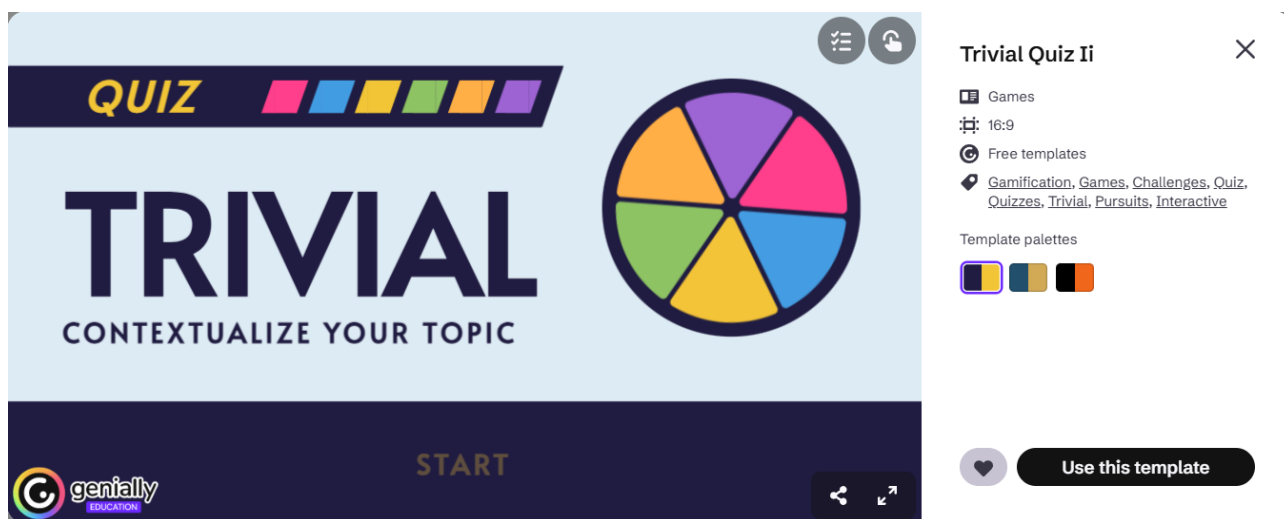 QUIZ
TRIVIAL
CONTEXTUALIZE YOUR TOPIC
START
genially
EDUCATION
Trivial Quiz Ii
Games
16:9
Free templates
Gamification, Games, Challenges, Quiz,
Quizzes, Trivial, Pursuits, Interactive
Template palettes
Use this template